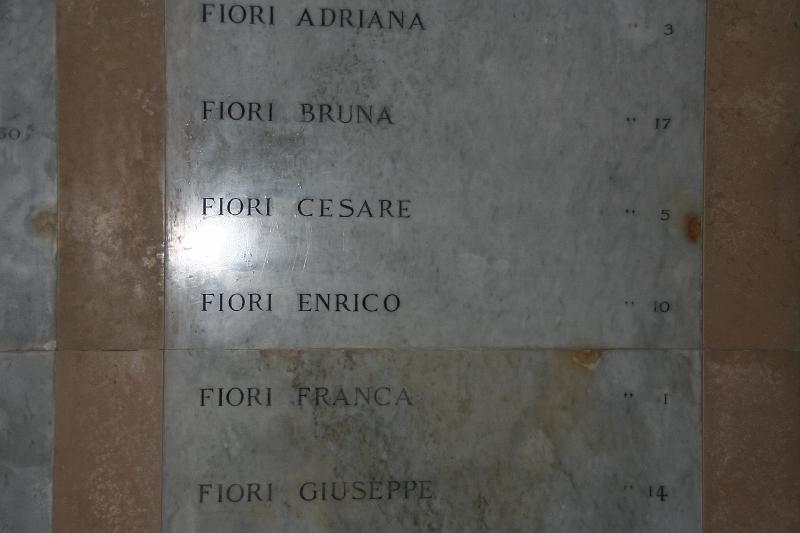 FIORI ADRIANA " 3
FIORI BRUNA " 17
FIORI CESARE " 5
FIORI ENRICO " 10
FIORI FRANCA " 1
FIORI GIUSEPPE " 14